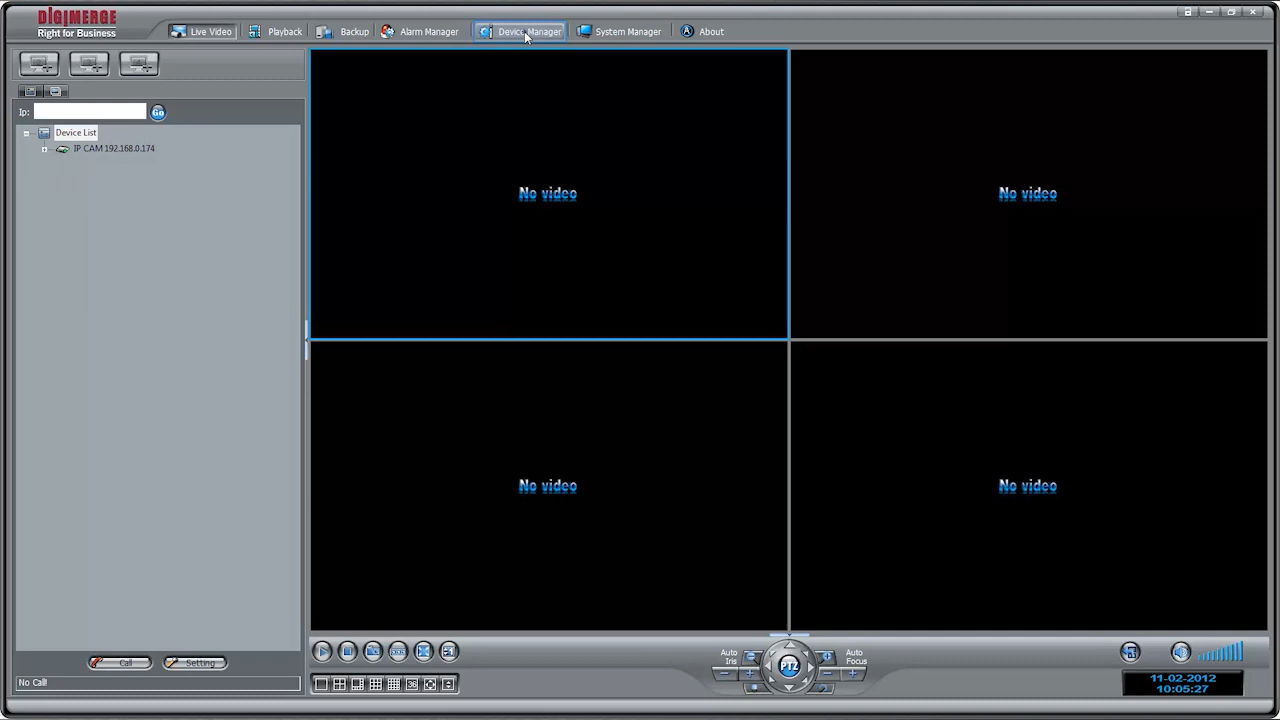 DIGIMERGE
Right for Business
Live Video Playback Backup Alarm Manager Device Manager System Manager About
Ip: Go
Device List
IP CAM 192.168.0.174
No video
No video
No video
No video
Call Setting
No Call
Auto Iris
PTZ
Auto Focus
11-02-2012
10:05:27